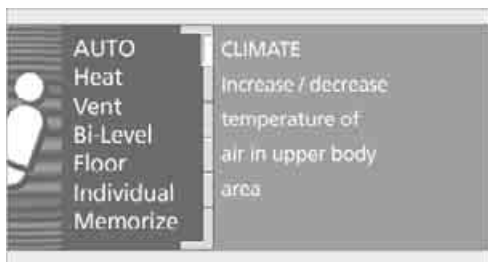 AUTO
Heat
Vent
Bi-Level
Floor
Individual
Memorize
CLIMATE
Increase / decrease
temperature of
air in upper body
area